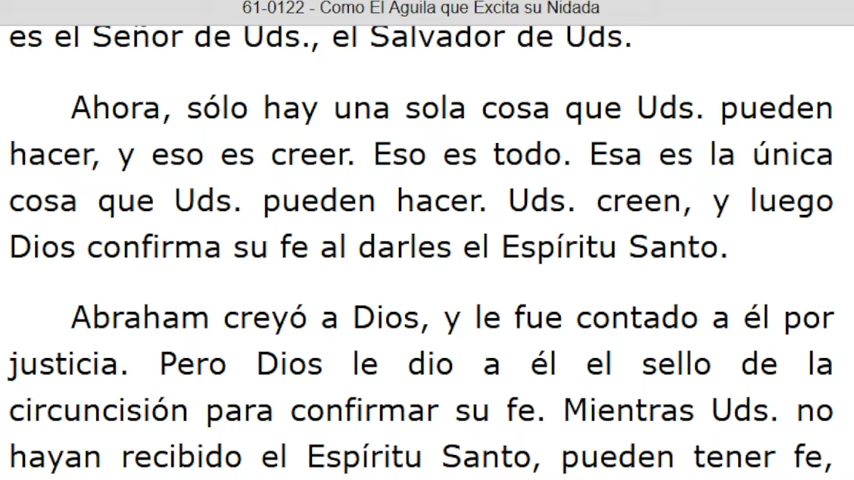 61-0122 - Como El Aguila que Excita su Nidada
es el Señor de Uds., el Salvador de Uds.
Ahora, sólo hay una sola cosa que Uds. pueden
hacer, y eso es creer. Eso es todo. Esa es la única
cosa que Uds. pueden hacer. Uds. creen, y luego
Dios confirma su fe al darles el Espíritu Santo.
Abraham creyó a Dios, y le fue contado a él por
justicia. Pero Dios le dio a él el sello de la
circuncisión para confirmar su fe. Mientras Uds. no
hayan recibido el Espíritu Santo, pueden tener fe,